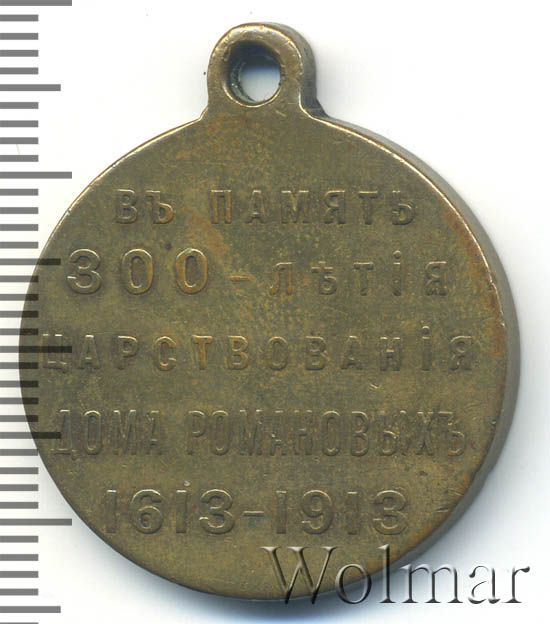 ВЪ ПАМЯТЬ
300-ЛѢТІЯ
ЦАРСТВОВАНІЯ
ДОМА РОМАНОВЫХЪ
1613-1913
Wolmar